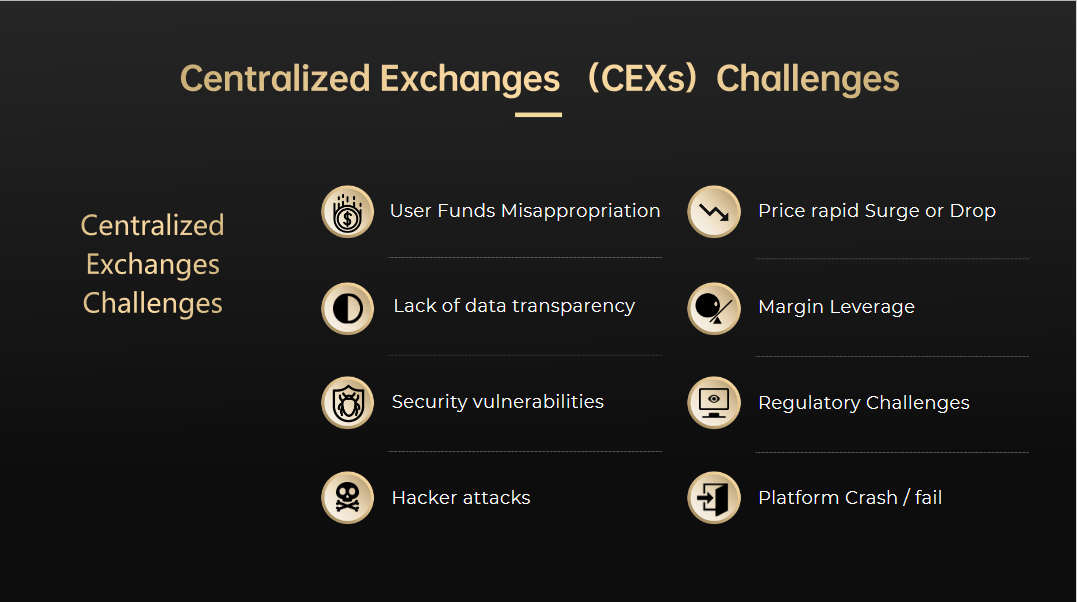 Centralized Exchanges （CEXs）Challenges
Centralized
Exchanges
Challenges
User Funds Misappropriation
Price rapid Surge or Drop
Lack of data transparency
Margin Leverage
Security vulnerabilities
Regulatory Challenges
Hacker attacks
Platform Crash / fail